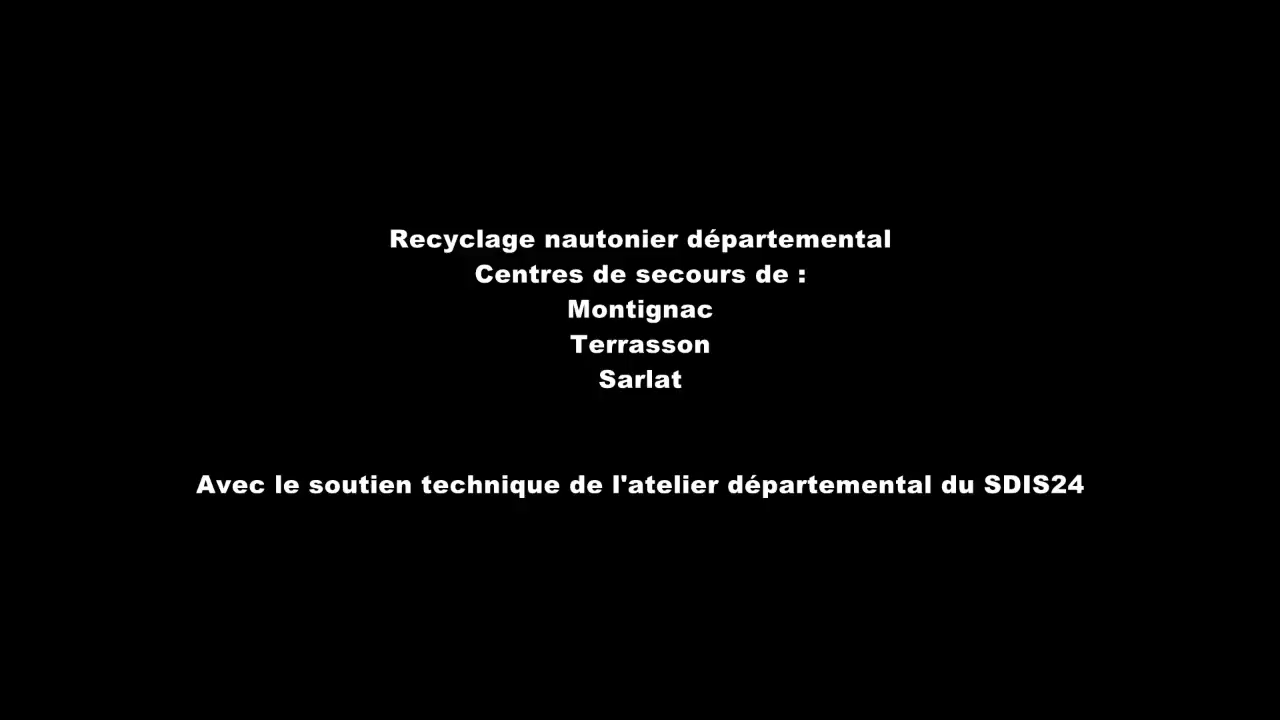 Recyclage nautonier départemental
Centres de secours de :
Montignac
Terrasson
Sarlat
Avec le soutien technique de l'atelier départemental du SDIS24